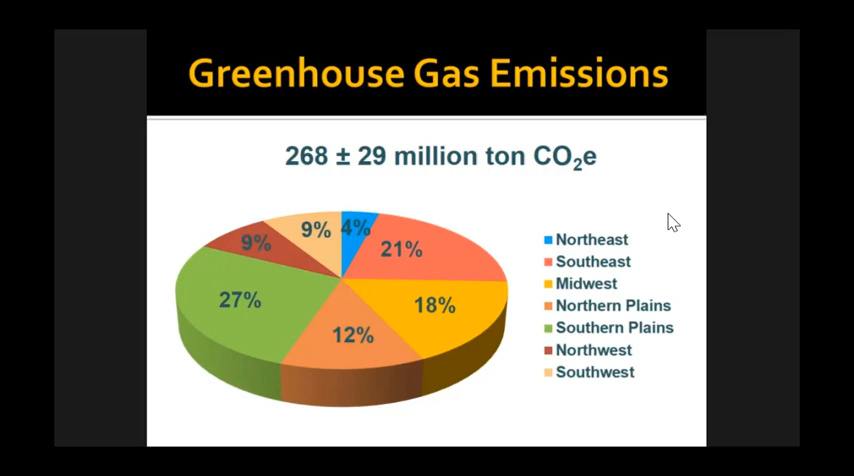 Greenhouse Gas Emissions
268 ± 29 million ton CO₂e
4%
21%
18%
12%
27%
9%
9%
Northeast
Southeast
Midwest
Northern Plains
Southern Plains
Northwest
Southwest